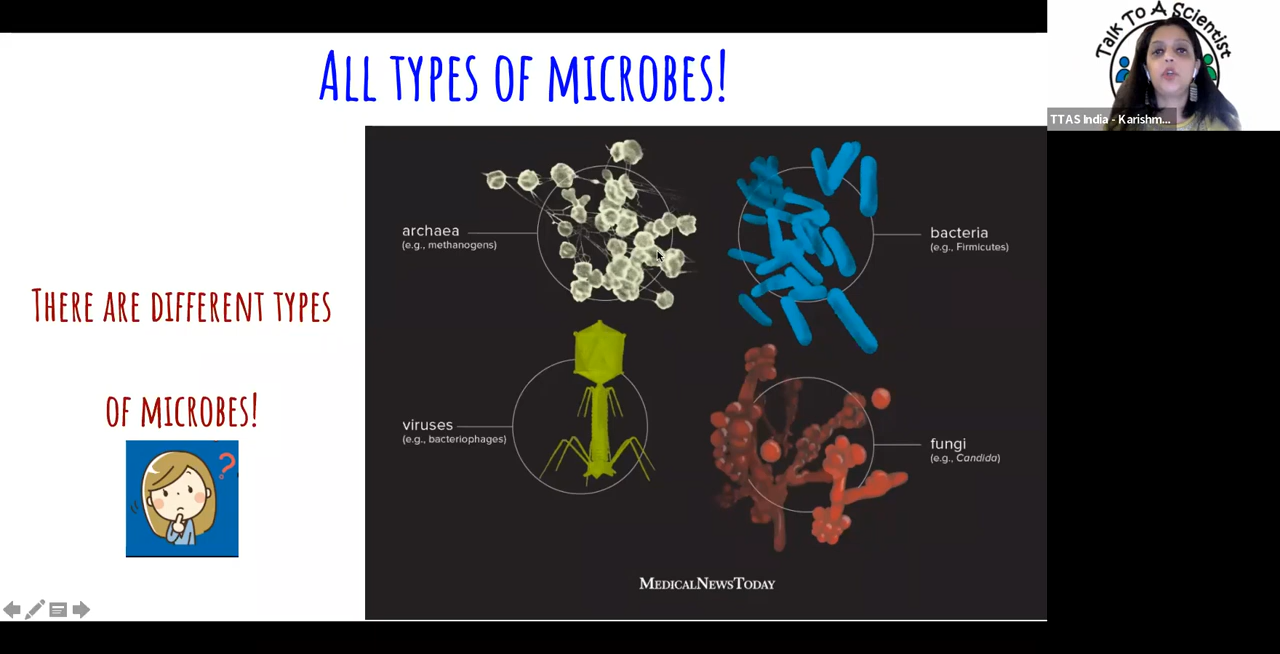 All types of microbes!
Talk To A Scientist
TTAS India - Karishm...
There are different types
of microbes!
archaea
(e.g., methanogens)
bacteria
(e.g., Firmicutes)
viruses
(e.g., bacteriophages)
fungi
(e.g., Candida)
?
MedicalNewsToday